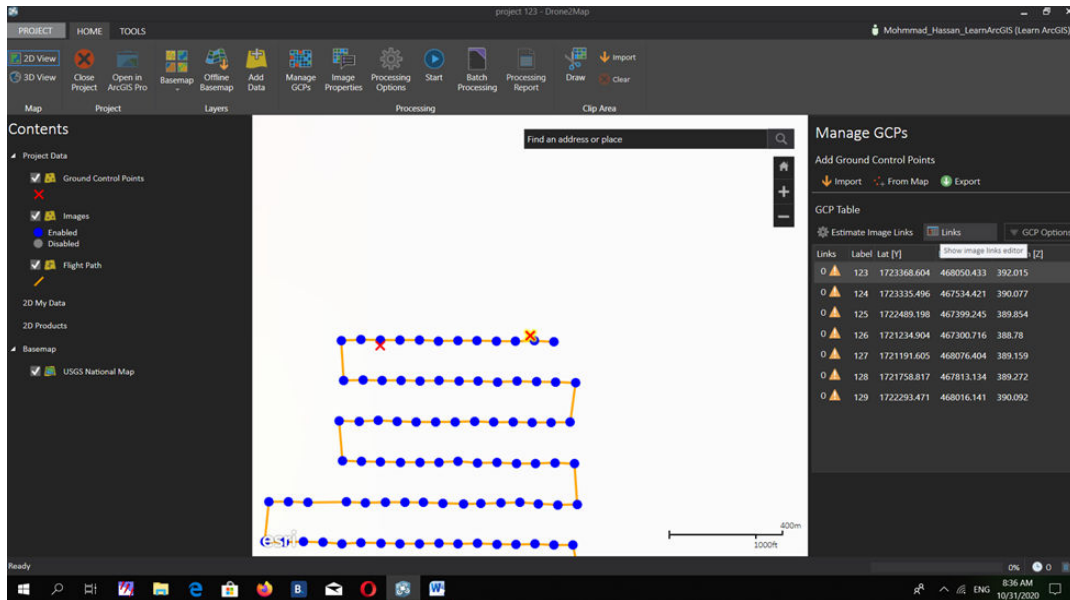 project 123 - Drone2Map
PROJECT HOME TOOLS
Mohmmad_Hassan_LearnArcGIS (Learn ArcGIS)
2D View
3D View
Map
Close Project
Open in ArcGIS Pro
Project
Basemap
Offline Basemap
Add Data
Layers
Manage GCPs
Image Properties
Processing Options
Start
Batch Processing
Processing Report
Processing
Draw
Import
Clear
Clip Area
Contents
Project Data
Ground Control Points
Images
Enabled
Disabled
Flight Path
2D My Data
2D Products
Basemap
USGS National Map
Find an address or place
esri
400m
1000ft
Manage GCPs
Add Ground Control Points
Import From Map Export
GCP Table
Estimate Image Links Links GCP Options
Show image links editor
Links Label Lat [Y] [Z]
0 123 1723368.604 468050.433 392.015
0 124 1723335.496 467534.421 390.077
0 125 1722489.198 467399.245 389.854
0 126 1721234.904 467300.716 388.78
0 127 1721191.605 468076.404 389.159
0 128 1721758.817 467813.134 389.272
0 129 1722293.471 468016.141 390.092
Ready
0% 0
ENG
8:36 AM
10/31/2020